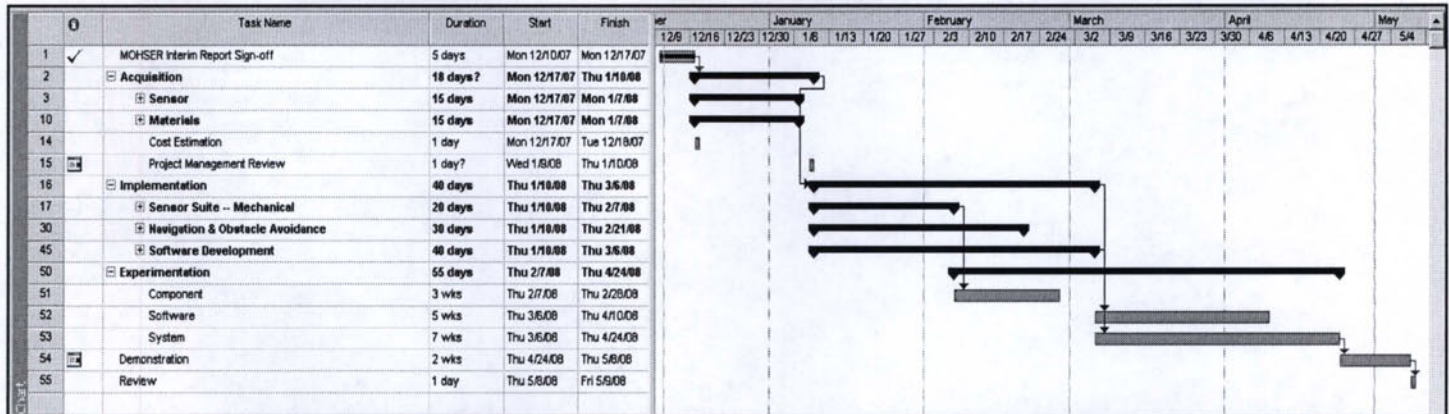 Task Name Duration Start Finish er January February March April May
12/9 12/16 12/23 12/30 1/6 1/13 1/20 1/27 2/3 2/10 2/17 2/24 3/2 3/9 3/16 3/23 3/30 4/6 4/13 4/20 4/27 5/4
1 MOHSER Interim Report Sign-off 5 days Mon 12/10/07 Mon 12/17/07
2 Acquisition 18 days? Mon 12/17/07 Thu 1/10/08
3 Sensor 15 days Mon 12/17/07 Mon 1/7/08
10 Materials 15 days Mon 12/17/07 Mon 1/7/08
14 Cost Estimation 1 day Mon 12/17/07 Tue 12/18/07
15 Project Management Review 1 day? Wed 1/9/08 Thu 1/10/08
16 Implementation 40 days Thu 1/10/08 Thu 3/6/08
17 Sensor Suite -- Mechanical 20 days Thu 1/10/08 Thu 2/7/08
30 Navigation & Obstacle Avoidance 30 days Thu 1/10/08 Thu 2/21/08
45 Software Development 40 days Thu 1/10/08 Thu 3/6/08
50 Experimentation 55 days Thu 2/7/08 Thu 4/24/08
51 Component 3 wks Thu 2/7/08 Thu 2/28/08
52 Software 5 wks Thu 3/6/08 Thu 4/10/08
53 System 7 wks Thu 3/6/08 Thu 4/24/08
54 Demonstration 2 wks Thu 4/24/08 Thu 5/8/08
55 Review 1 day Thu 5/8/08 Fri 5/9/08
Chart